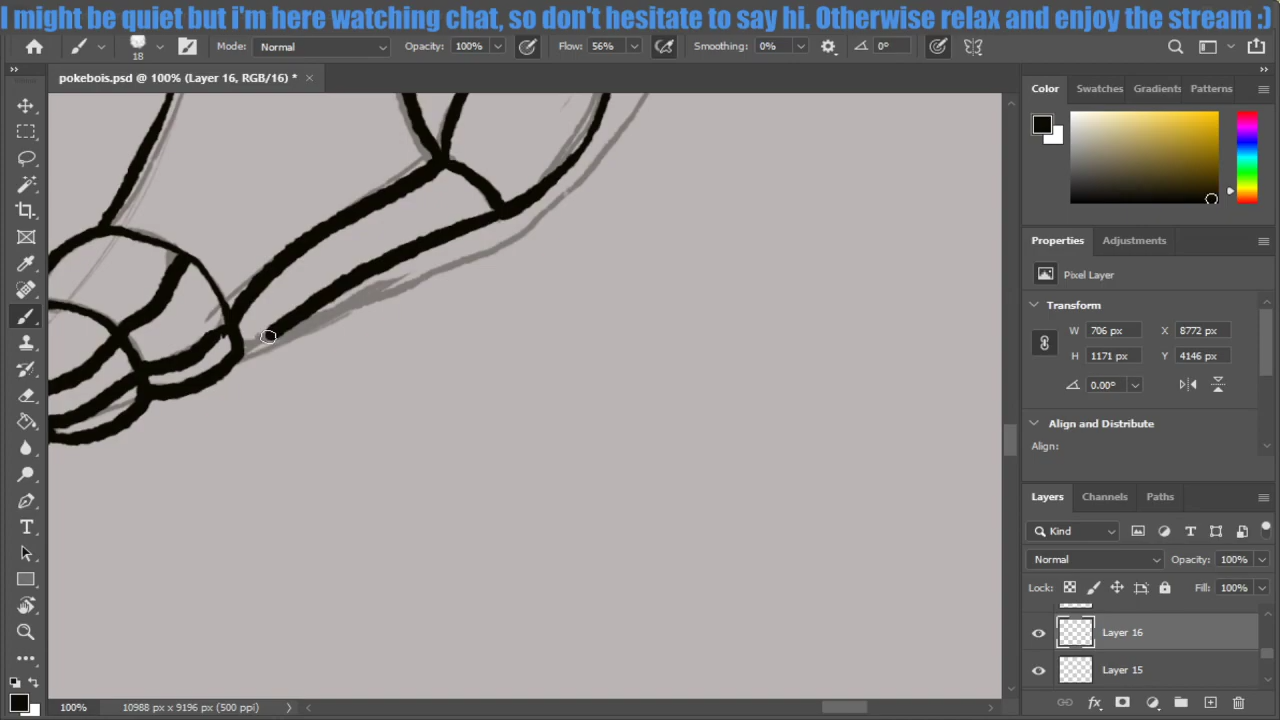 I might be quiet but i'm here watching chat, so don't hesitate to say hi. Otherwise relax and enjoy the stream :)
18
Mode: Normal
Opacity: 100%
Flow: 56%
Smoothing: 0%
0°
pokebois.psd @ 100% (Layer 16, RGB/16) *
Color
Swatches
Gradients
Patterns
Properties
Adjustments
Pixel Layer
Transform
W 706 px
X 8772 px
H 1171 px
Y 4146 px
0.00°
Align and Distribute
Align:
Layers
Channels
Paths
Kind
Normal
Opacity: 100%
Lock:
Fill: 100%
Layer 16
Layer 15
fx
100%
10988 px x 9196 px (500 ppi)